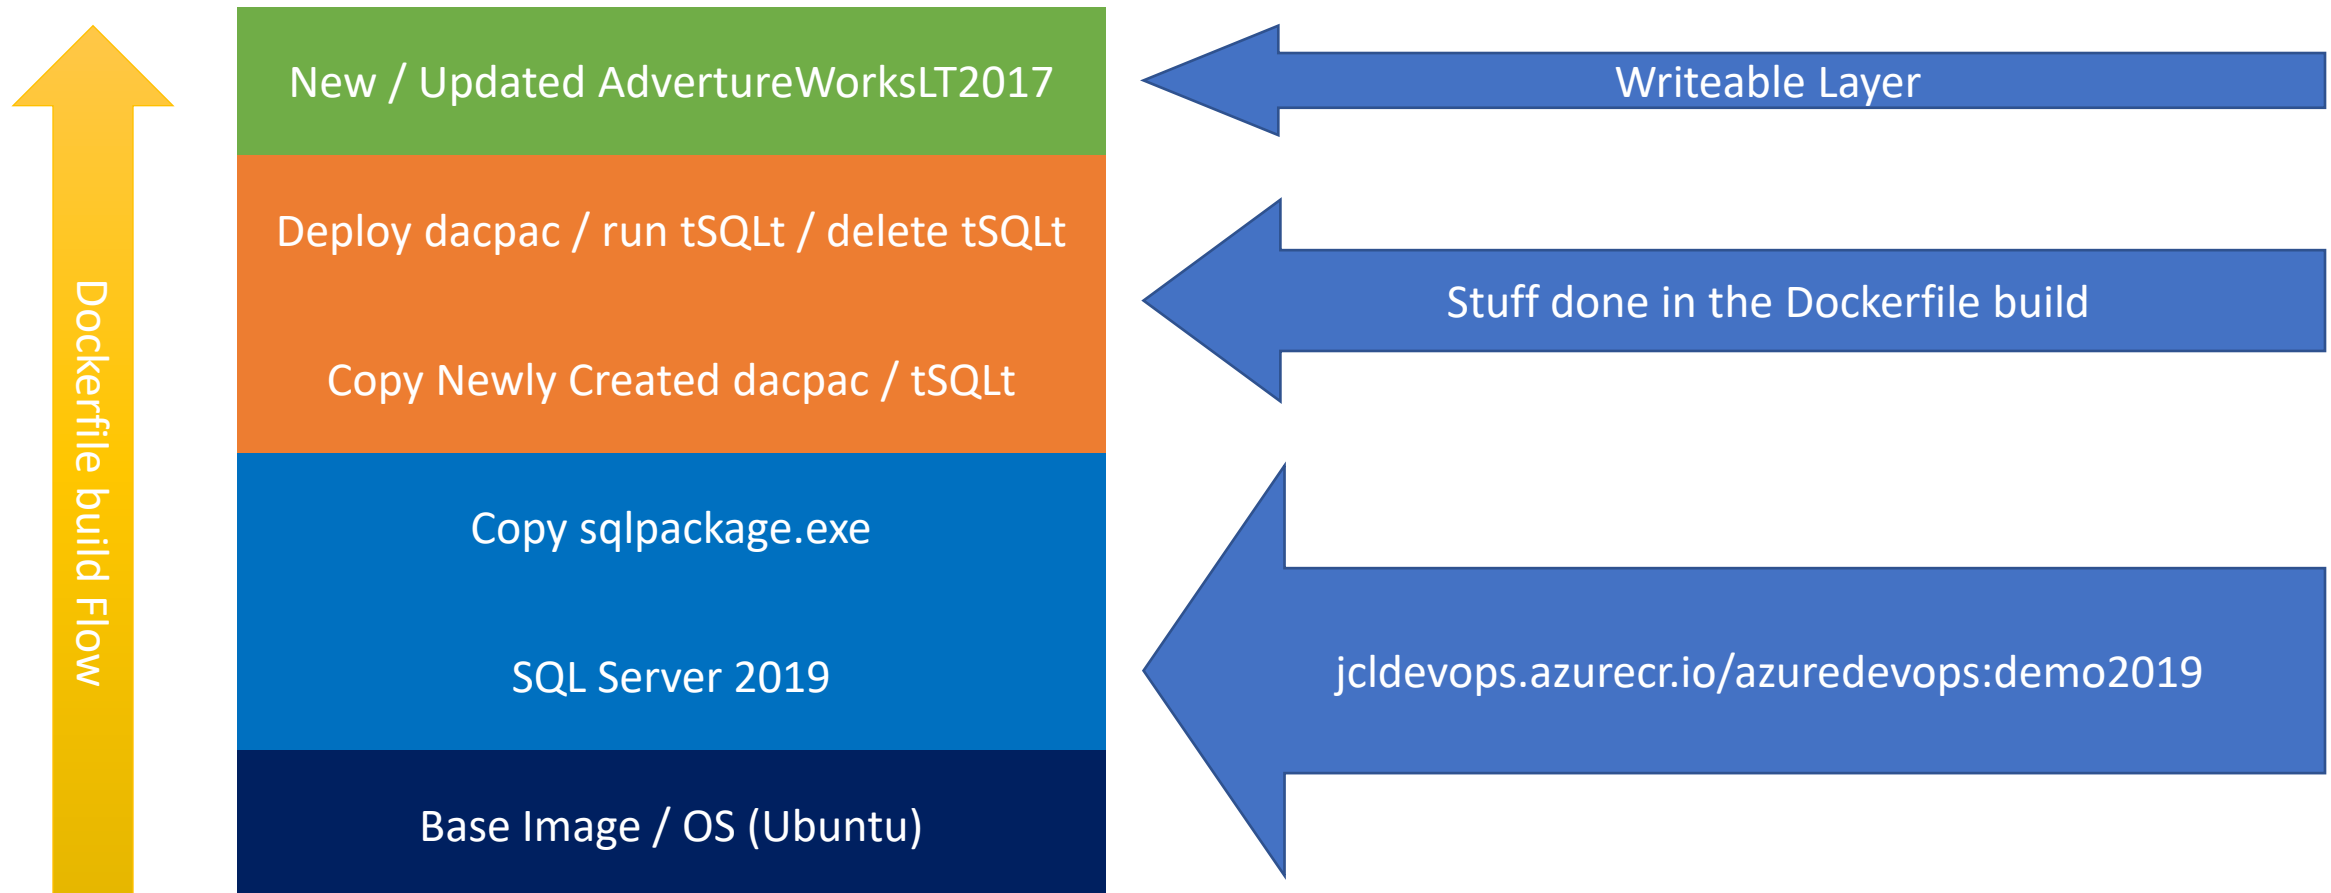 New / Updated AdvertureWorksLT2017
Writeable Layer
Deploy dacpac / run tSQLt / delete tSQLt
Stuff done in the Dockerfile build
Copy Newly Created dacpac / tSQLt
Dockerfile build Flow
Copy sqlpackage.exe
SQL Server 2019
jcldevops.azurecr.io/azuredevops:demo2019
Base Image / OS (Ubuntu)